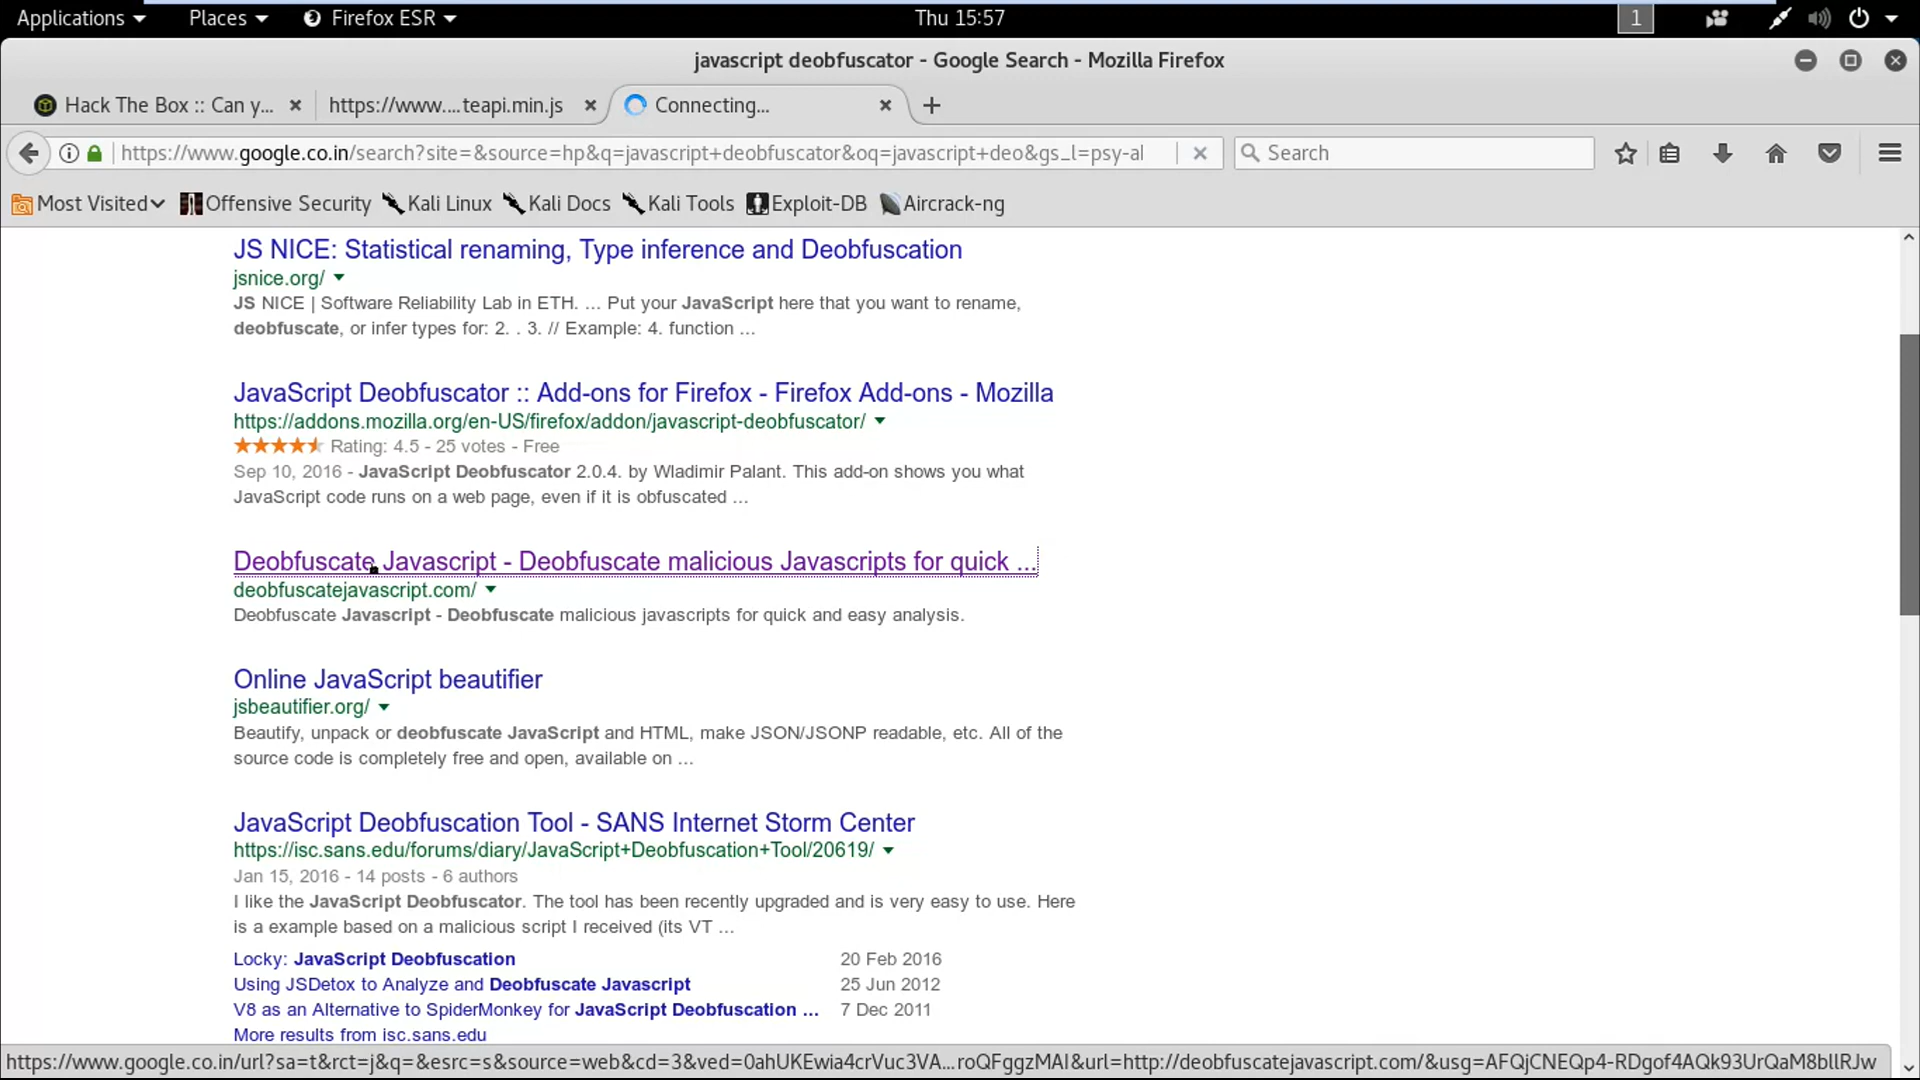 Applications Places Firefox ESR Thu 15:57 1
javascript deobfuscator - Google Search - Mozilla Firefox
Hack The Box :: Can y... https://www....teapi.min.js Connecting...
https://www.google.co.in/search?site=&source=hp&q=javascript+deobfuscator&oq=javascript+deo&gs_l=psy-al Search
Most Visited Offensive Security Kali Linux Kali Docs Kali Tools Exploit-DB Aircrack-ng
JS NICE: Statistical renaming, Type inference and Deobfuscation
jsnice.org/
JS NICE | Software Reliability Lab in ETH. ... Put your JavaScript here that you want to rename,
deobfuscate, or infer types for: 2. . 3. // Example: 4. function ...
JavaScript Deobfuscator :: Add-ons for Firefox - Firefox Add-ons - Mozilla
https://addons.mozilla.org/en-US/firefox/addon/javascript-deobfuscator/
Rating: 4.5 - 25 votes - Free
Sep 10, 2016 - JavaScript Deobfuscator 2.0.4. by Wladimir Palant. This add-on shows you what
JavaScript code runs on a web page, even if it is obfuscated ...
Deobfuscate Javascript - Deobfuscate malicious Javascripts for quick ...
deobfuscatejavascript.com/
Deobfuscate Javascript - Deobfuscate malicious javascripts for quick and easy analysis.
Online JavaScript beautifier
jsbeautifier.org/
Beautify, unpack or deobfuscate JavaScript and HTML, make JSON/JSONP readable, etc. All of the
source code is completely free and open, available on ...
JavaScript Deobfuscation Tool - SANS Internet Storm Center
https://isc.sans.edu/forums/diary/JavaScript+Deobfuscation+Tool/20619/
Jan 15, 2016 - 14 posts - 6 authors
I like the JavaScript Deobfuscator. The tool has been recently upgraded and is very easy to use. Here
is a example based on a malicious script I received (its VT ...
Locky: JavaScript Deobfuscation 20 Feb 2016
Using JSDetox to Analyze and Deobfuscate Javascript 25 Jun 2012
V8 as an Alternative to SpiderMonkey for JavaScript Deobfuscation ... 7 Dec 2011
More results from isc.sans.edu
https://www.google.co.in/url?sa=t&rct=j&q=&esrc=s&source=web&cd=3&ved=0ahUKEwia4crVuc3VA...roQFggzMAI&url=http://deobfuscatejavascript.com/&usg=AFQjCNEQp4-RDgof4AQk93UrQaM8bllRJw